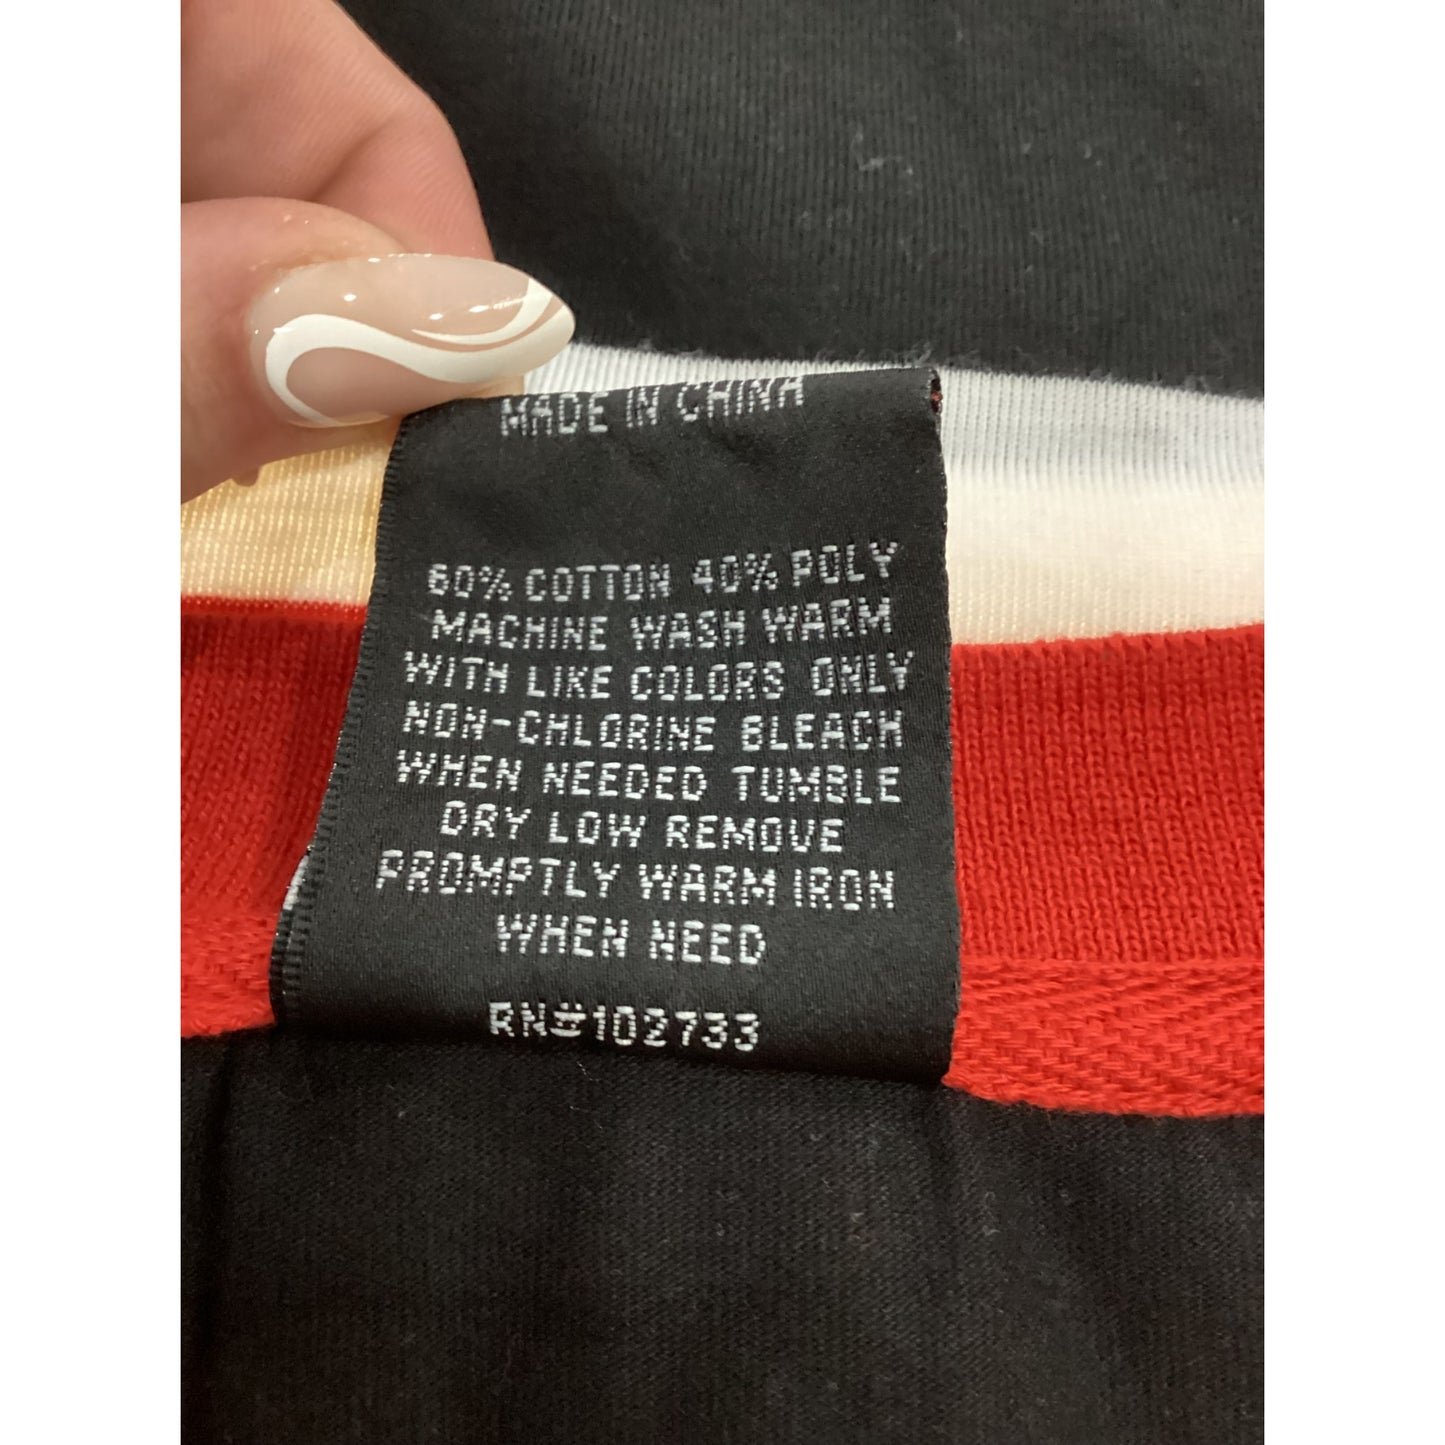 MADE IN CHINA
60% COTTON 40% POLY
MACHINE WASH WARM
WITH LIKE COLORS ONLY
NON-CHLORINE BLEACH
WHEN NEEDED TUMBLE
DRY LOW REMOVE
PROMPTLY WARM IRON
WHEN NEED
RN#102733